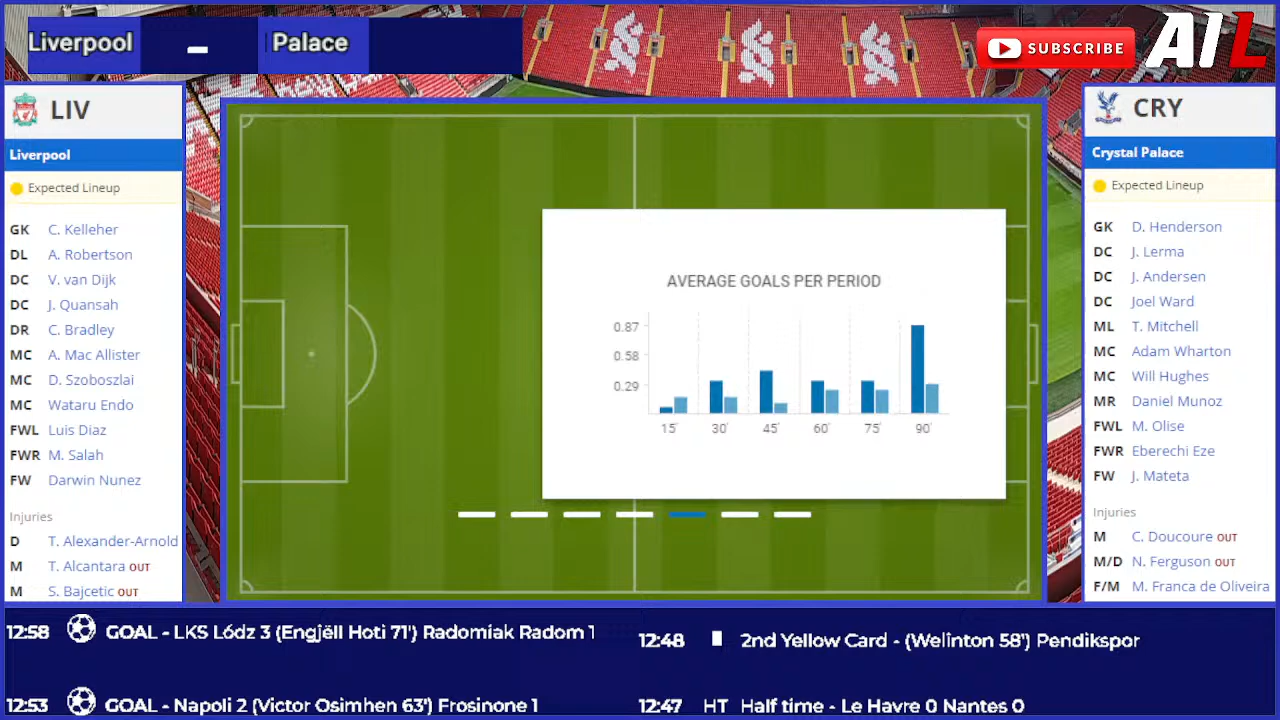 Liverpool
-
Palace
SUBSCRIBE
AIL
LIV
Liverpool
Expected Lineup
GK C. Kelleher
DL A. Robertson
DC V. van Dijk
DC J. Quansah
DR C. Bradley
MC A. Mac Allister
MC D. Szoboszlai
MC Wataru Endo
FWL Luis Diaz
FWR M. Salah
FW Darwin Nunez
Injuries
D T. Alexander-Arnold
M T. Alcantara OUT
M S. Bajcetic OUT
AVERAGE GOALS PER PERIOD
0.87
0.58
0.29
15' 30' 45' 60' 75' 90'
CRY
Crystal Palace
Expected Lineup
GK D. Henderson
DC J. Lerma
DC J. Andersen
DC Joel Ward
ML T. Mitchell
MC Adam Wharton
MC Will Hughes
MR Daniel Munoz
FWL M. Olise
FWR Eberechi Eze
FW J. Mateta
Injuries
M C. Doucoure OUT
M/D N. Ferguson OUT
F/M M. Franca de Oliveira
12:58 GOAL - LKS Lódz 3 (Engjëll Hoti 71') Radomiak Radom 1
12:48 2nd Yellow Card - (Welinton 58') Pendikspor
12:53 GOAL - Napoli 2 (Victor Osimhen 63') Frosinone 1
12:47 HT Half time - Le Havre 0 Nantes 0